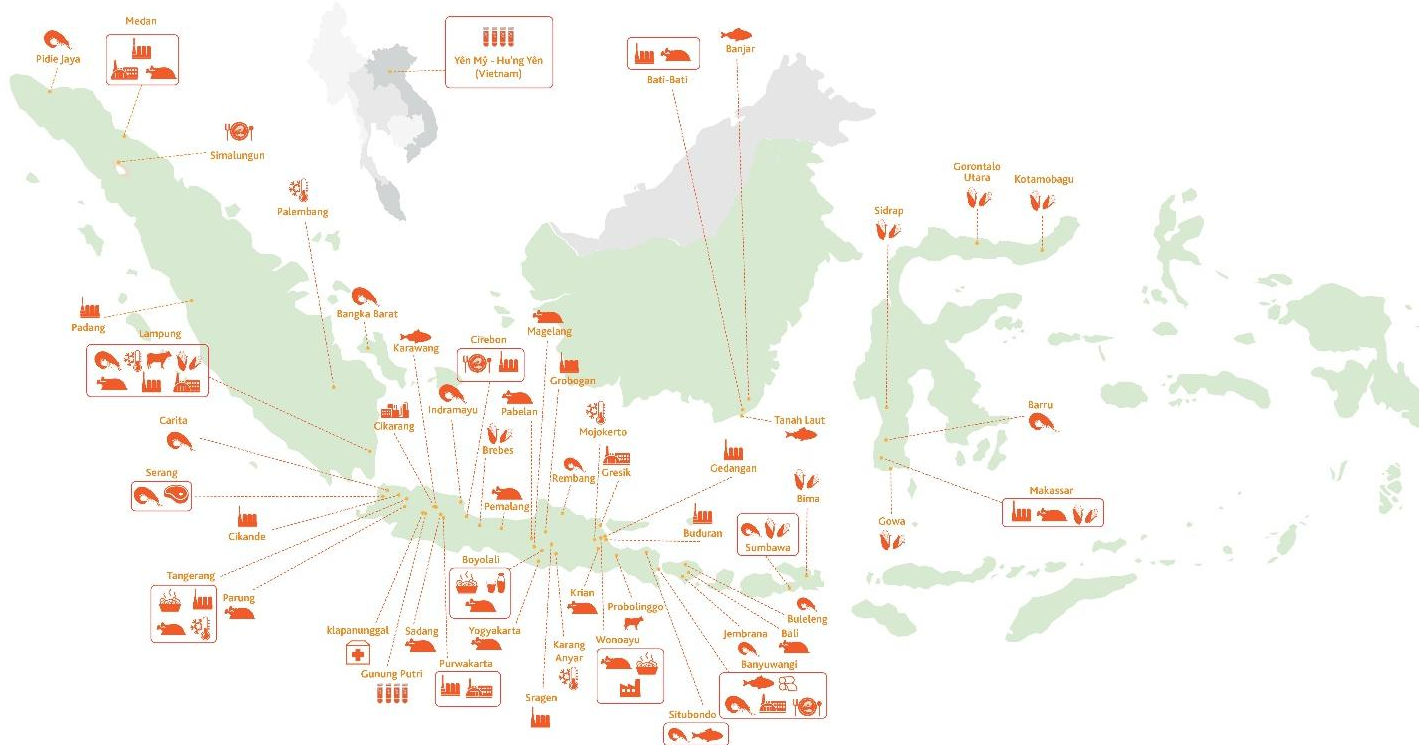 Medan
Pidie Jaya
Yên Mỹ - Hu'ng Yên
(Vietnam)
Banjar
Bati-Bati
Simalungun
Palembang
Gorontalo
Utara
Kotamobagu
Sidrap
Padang
Bangka Barat
Lampung
Karawang
Cirebon
Magelang
Grobogan
Indramayu
Pabelan
Cikarang
Mojokerto
Tanah Laut
Barru
Carita
Brebes
Rembang
Gresik
Gedangan
Serang
Pemalang
Bima
Makassar
Cikande
Buduran
Sumbawa
Gowa
Boyolali
Tangerang
Parung
Krian
Probolinggo
Buleleng
klapanunggal
Sadang
Yogyakarta
Karang
Anyar
Wonoayu
Jembrana
Bali
Purwakarta
Banyuwangi
Gunung Putri
Sragen
Situbondo